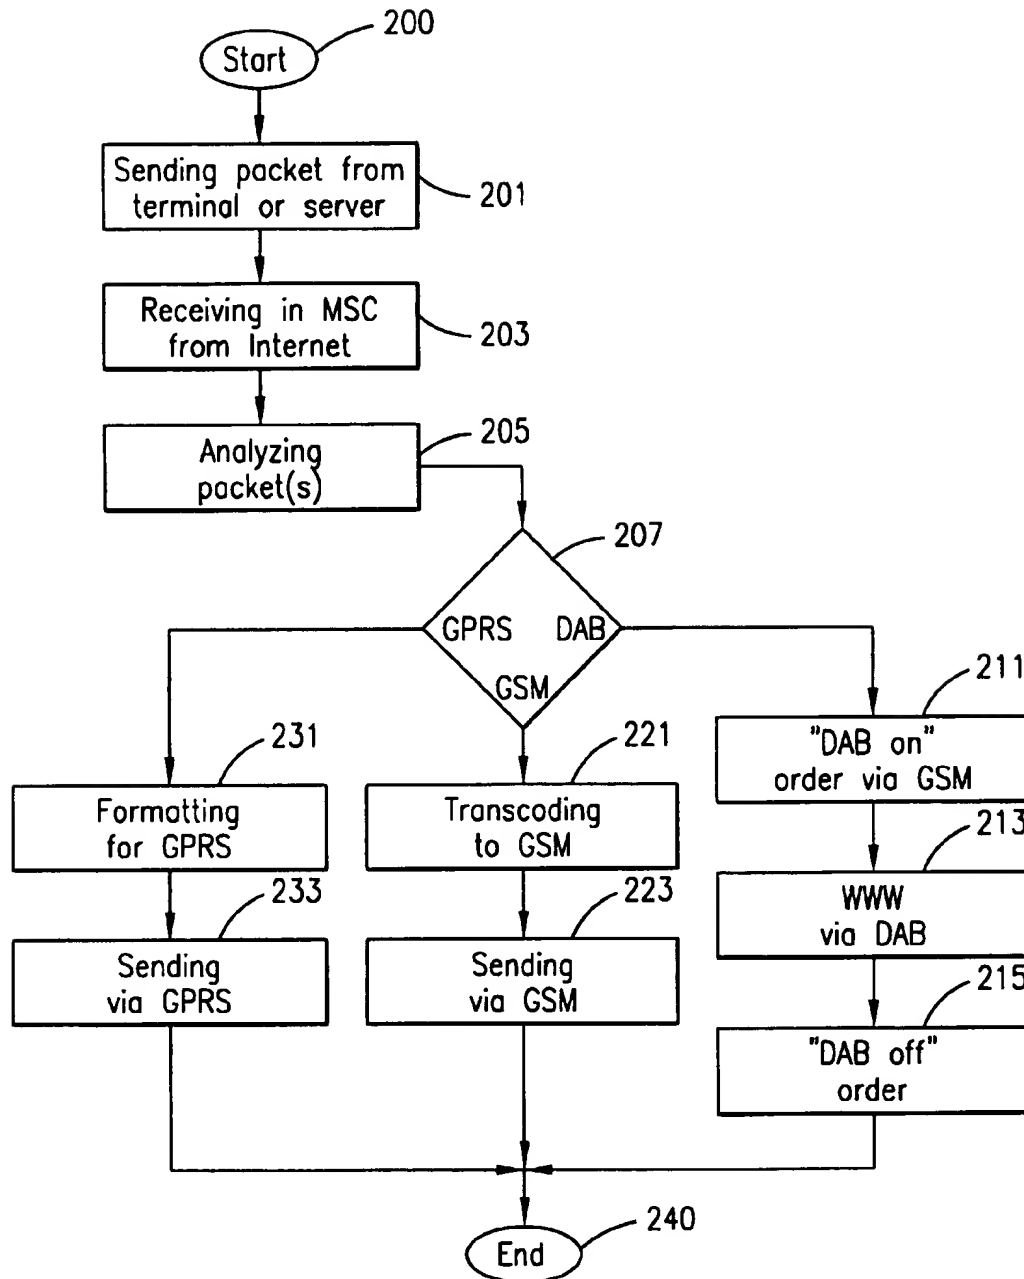 200
Start
Sending packet from
terminal or server
201
Receiving in MSC
from Internet
203
205
Analyzing
packet(s)
207
GPRS DAB
GSM
211
"DAB on"
order via GSM
231
Formatting
for GPRS
221
Transcoding
to GSM
213
WWW
via DAB
233
Sending
via GPRS
223
Sending
via GSM
215
"DAB off"
order
240
End